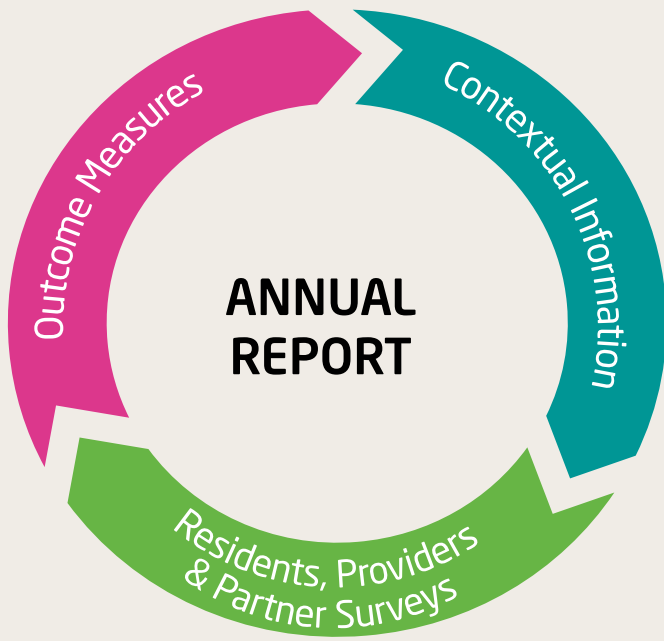 Outcome Measures
Contextual Information
ANNUAL
REPORT
Residents, Providers
& Partner Surveys